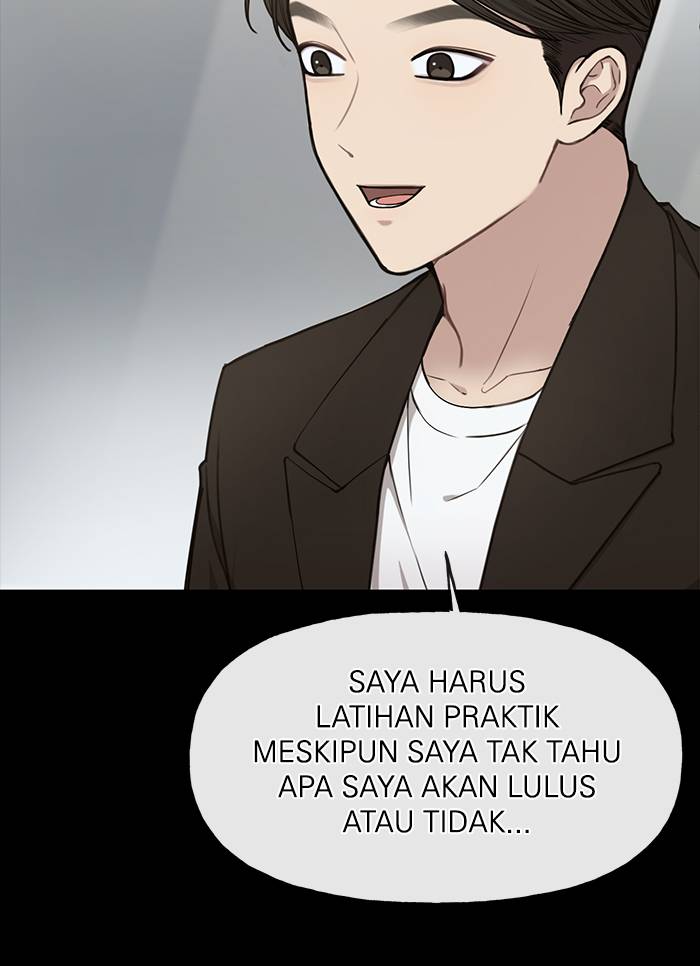 SAYA HARUS
LATIHAN PRAKTIK
MESKIPUN SAYA TAK TAHU
APA SAYA AKAN LULUS
ATAU TIDAK...